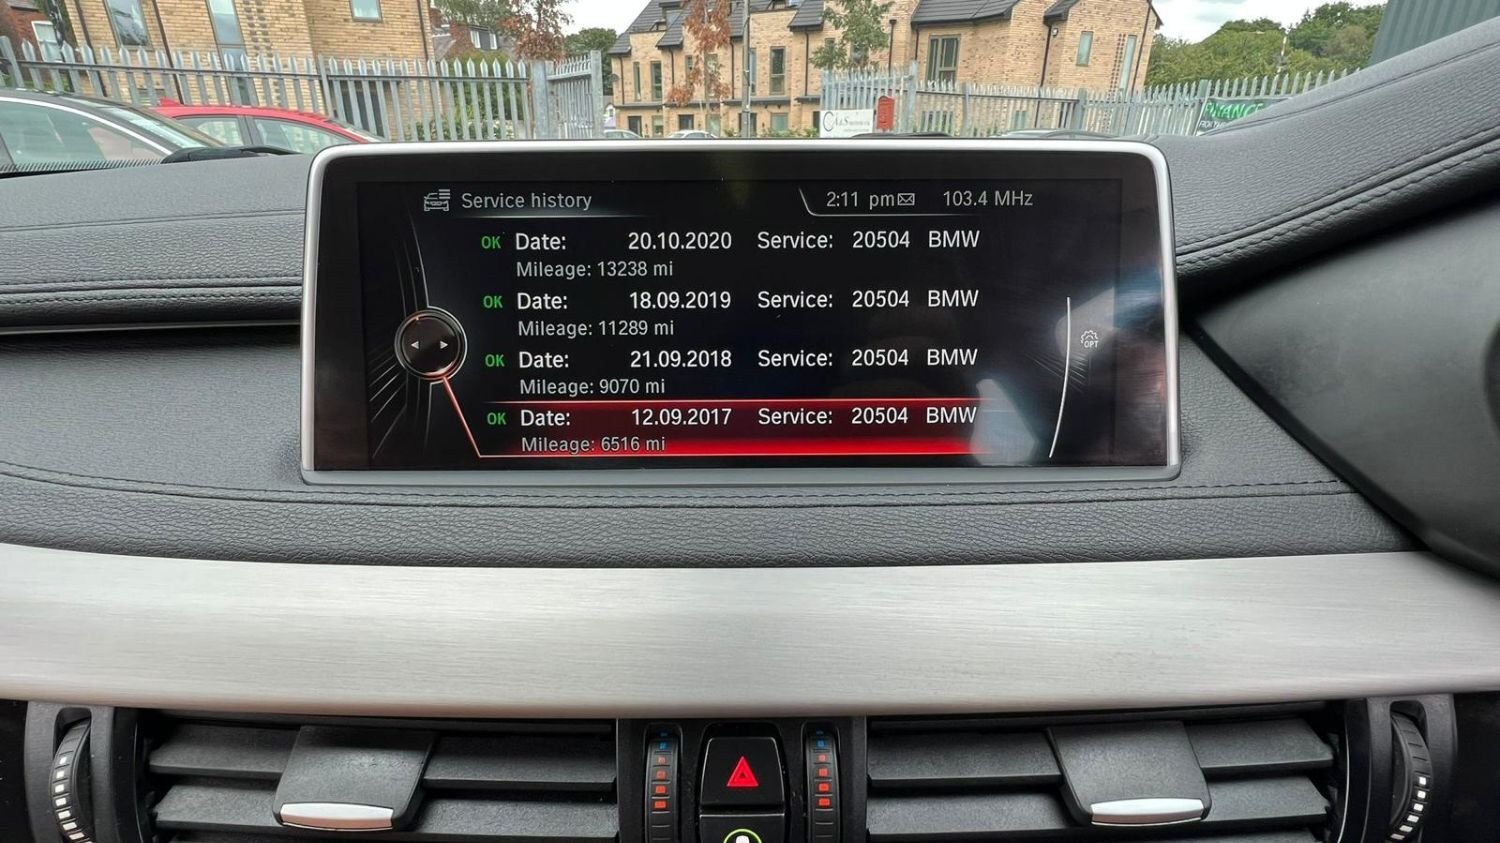 FINANCE
Service history 2:11 pm 103.4 MHz
OK Date: 20.10.2020 Service: 20504 BMW
Mileage: 13238 mi
OK Date: 18.09.2019 Service: 20504 BMW
Mileage: 11289 mi
OPT
OK Date: 21.09.2018 Service: 20504 BMW
Mileage: 9070 mi
OK Date: 12.09.2017 Service: 20504 BMW
Mileage: 6516 mi